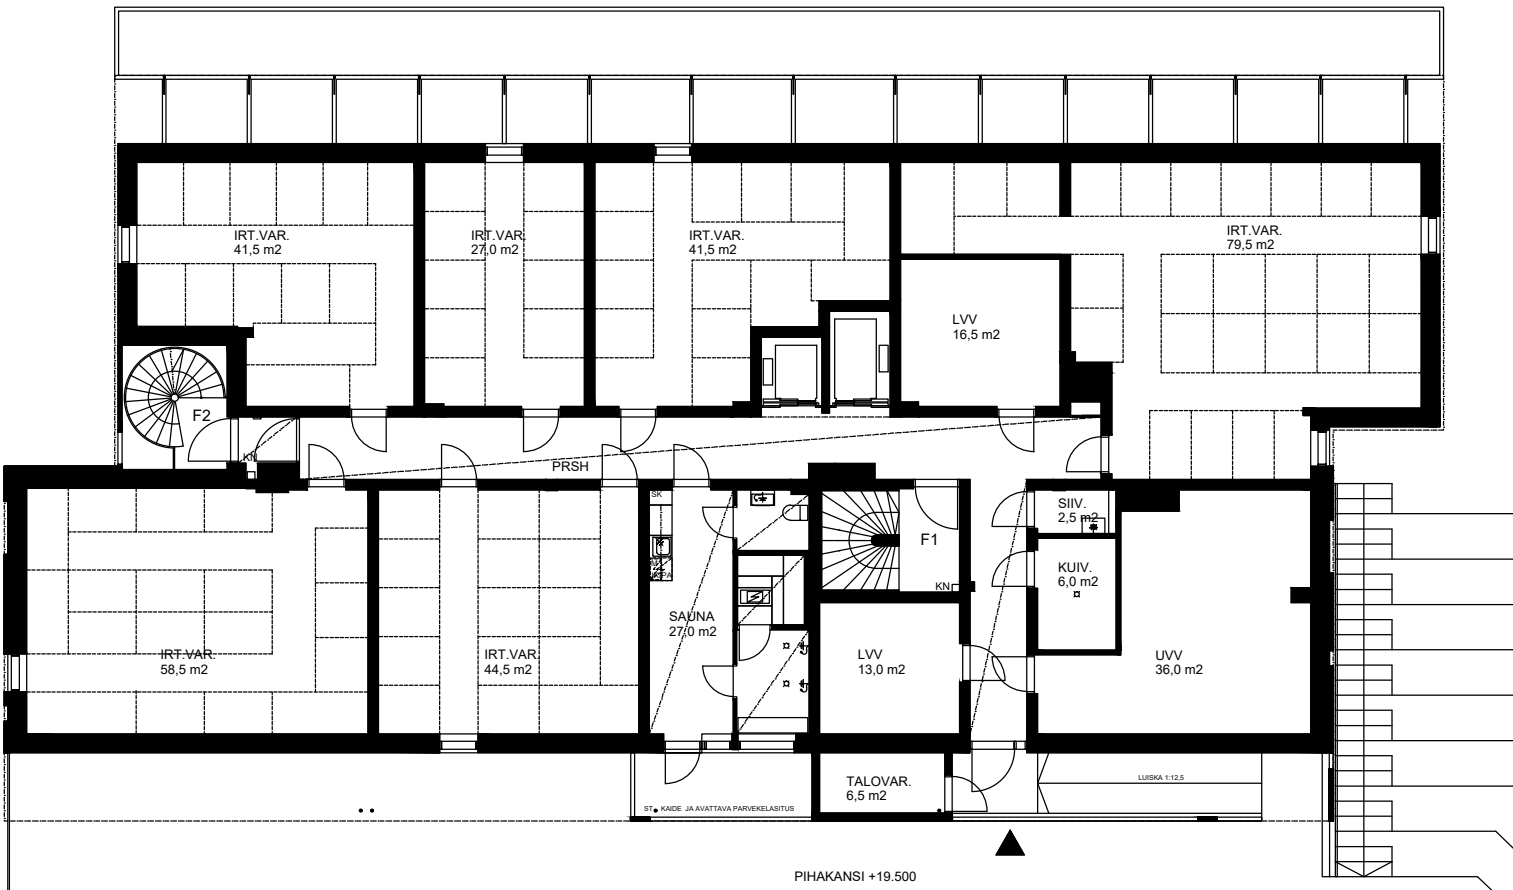 IRT.VAR.
41,5 m2
IRT.VAR.
27,0 m2
IRT.VAR.
41,5 m2
IRT.VAR.
79,5 m2
LVV
16,5 m2
F2
KN
PRSH
SK
SIIV.
2,5 m2
F1
KUIV.
6,0 m2
KN
SAUNA
27,0 m2
IRT.VAR.
58,5 m2
IRT.VAR.
44,5 m2
LVV
13,0 m2
UVV
36,0 m2
TALOVAR.
6,5 m2
LUISKA 1:12,5
KAIDE JA AVATTAVA PARVEKELASITUS
PIHAKANSI +19.500